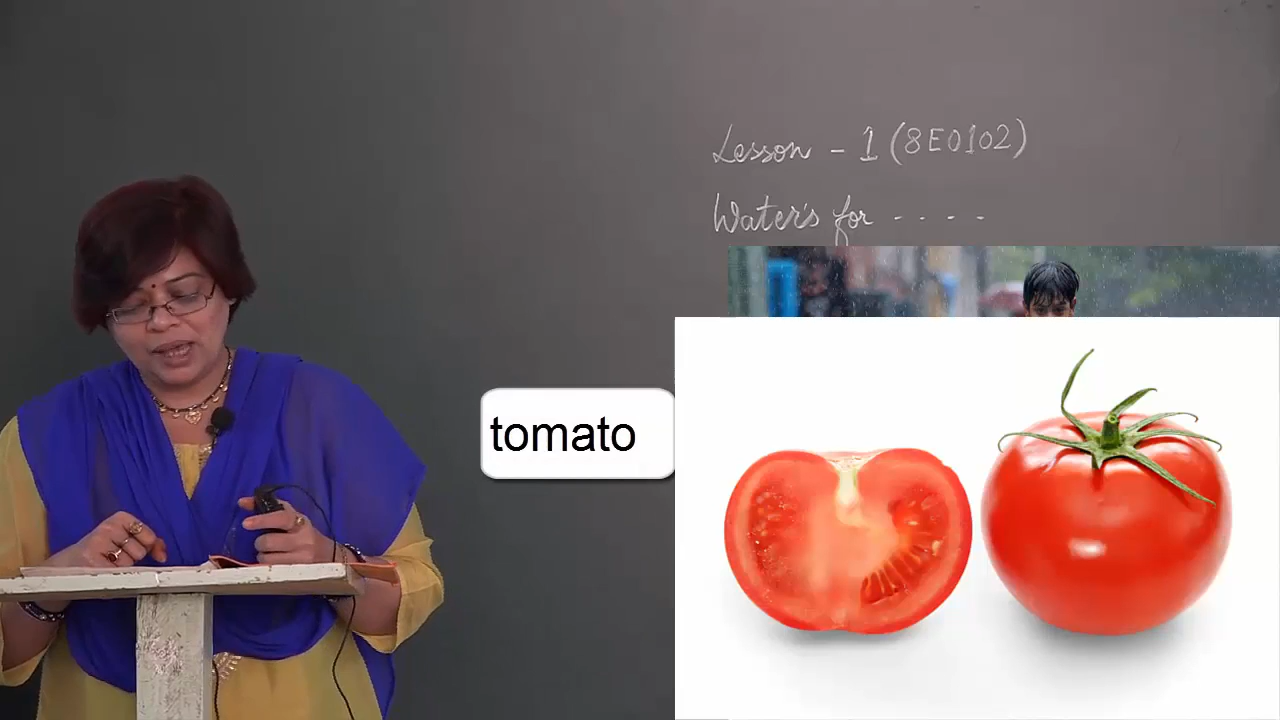 Lesson - 1 (8E0102)
Water's for - - - -
tomato